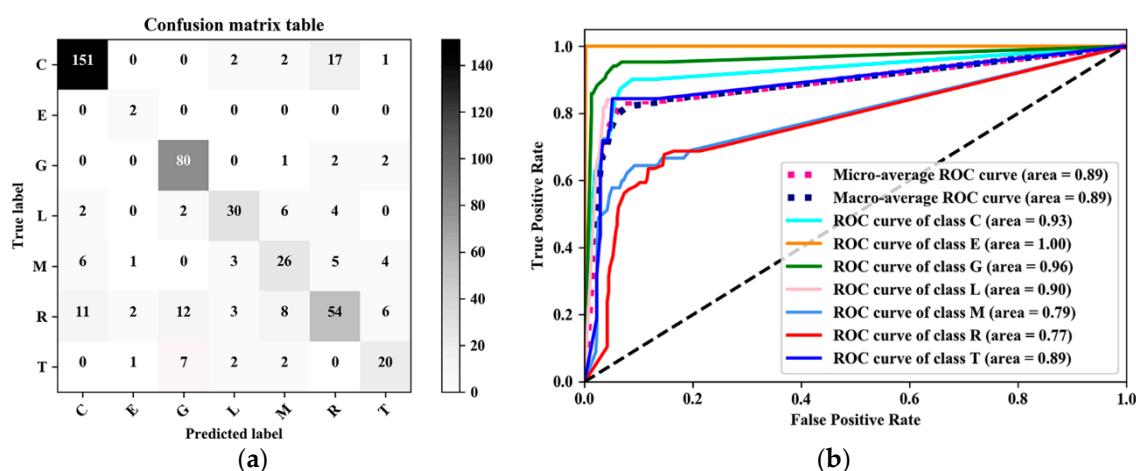 Confusion matrix table
True label
C 151 0 0 2 2 17 1
E 0 2 0 0 0 0 0
G 0 0 80 0 1 2 2
L 2 0 2 30 6 4 0
M 6 1 0 3 26 5 4
R 11 2 12 3 8 54 6
T 0 1 7 2 2 0 20
C E G L M R T
Predicted label
140
120
100
80
60
40
20
0
(a)
True Positive Rate
1.0
0.8
0.6
0.4
0.2
0.0
0.0 0.2 0.4 0.6 0.8 1.0
False Positive Rate
Micro-average ROC curve (area = 0.89)
Macro-average ROC curve (area = 0.89)
ROC curve of class C (area = 0.93)
ROC curve of class E (area = 1.00)
ROC curve of class G (area = 0.96)
ROC curve of class L (area = 0.90)
ROC curve of class M (area = 0.79)
ROC curve of class R (area = 0.77)
ROC curve of class T (area = 0.89)
(b)